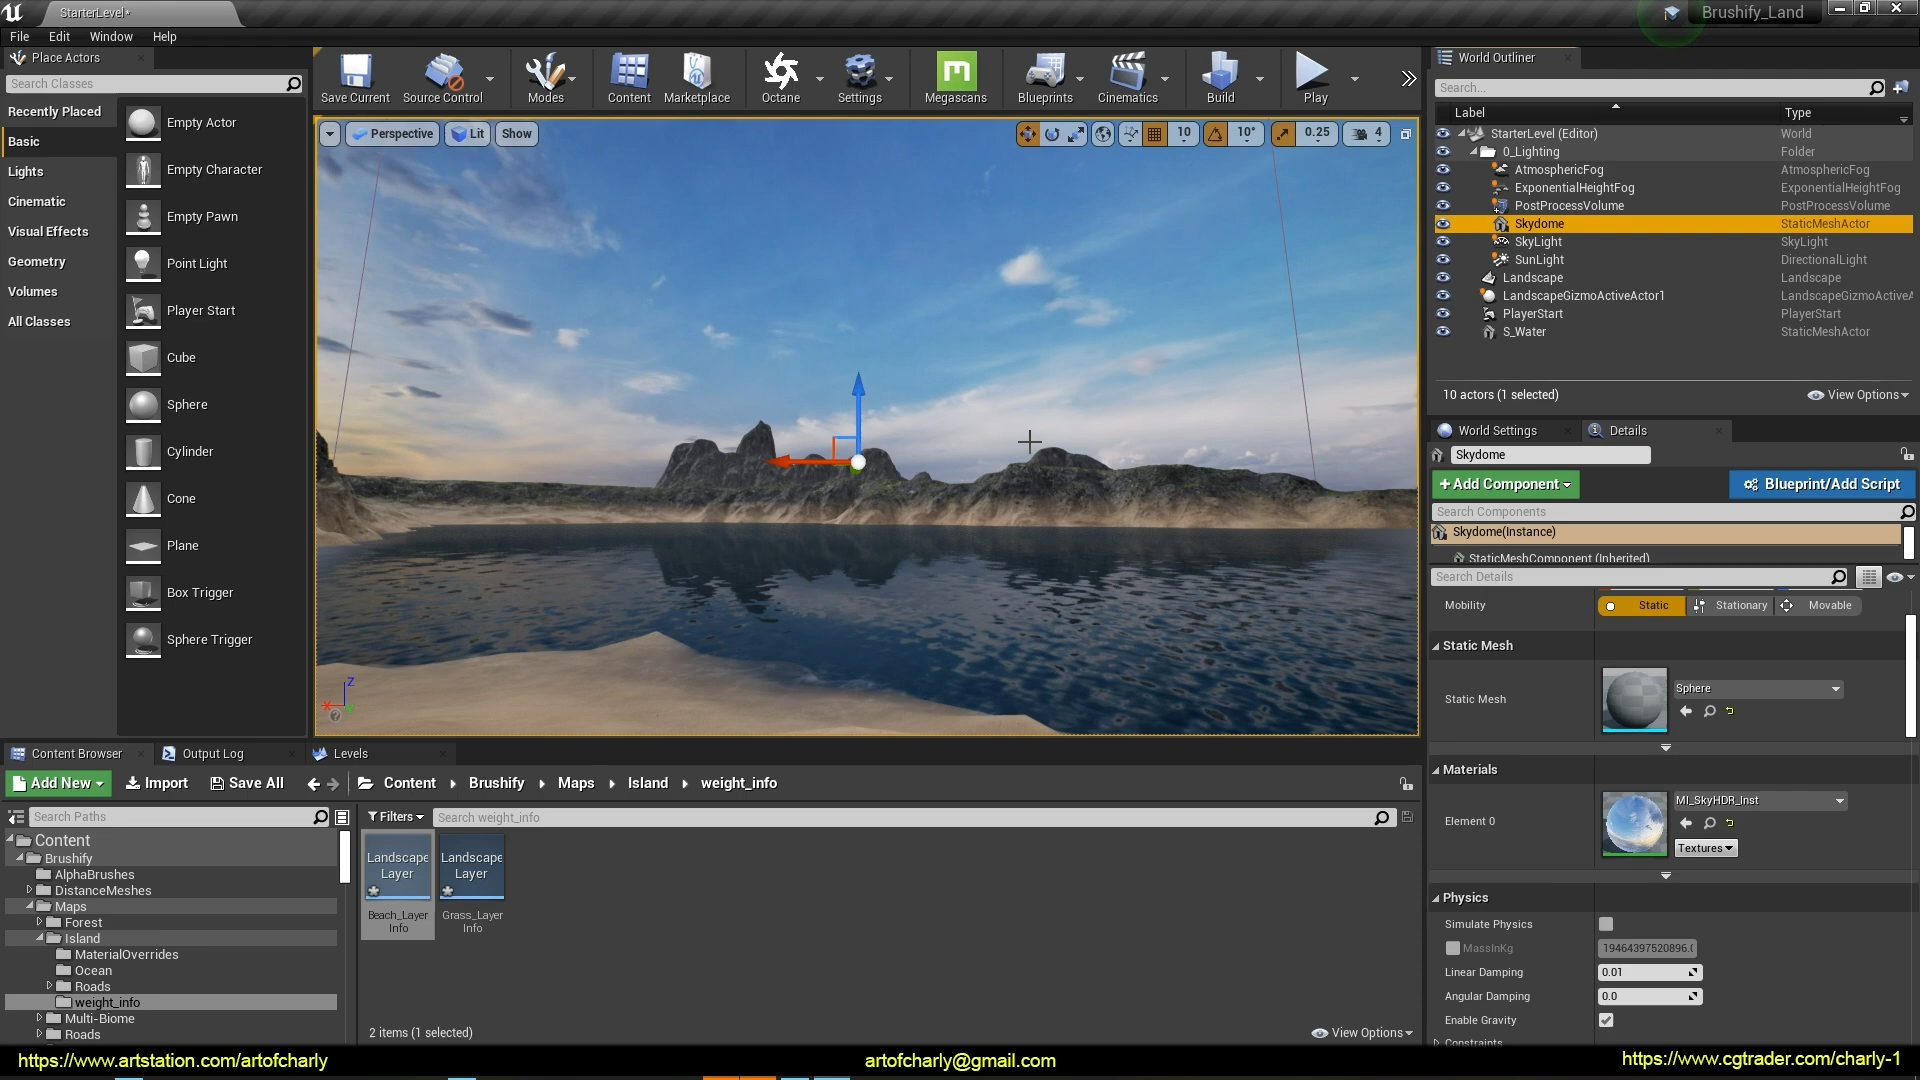 StarterLevel*
Brushify_Land
File Edit Window Help
Place Actors
Search Classes
Recently Placed
Basic
Lights
Cinematic
Visual Effects
Geometry
Volumes
All Classes
Empty Actor
Empty Character
Empty Pawn
Point Light
Player Start
Cube
Sphere
Cylinder
Cone
Plane
Box Trigger
Sphere Trigger
Save Current Source Control Modes Content Marketplace Octane Settings Megascans Blueprints Cinematics Build Play
Perspective Lit Show
10 10° 0.25 4
Z
X
World Outliner
Search...
Label Type
StarterLevel (Editor) World
0_Lighting Folder
AtmosphericFog AtmosphericFog
ExponentialHeightFog ExponentialHeightFog
PostProcessVolume PostProcessVolume
Skydome StaticMeshActor
SkyLight SkyLight
SunLight DirectionalLight
Landscape Landscape
LandscapeGizmoActiveActor1 LandscapeGizmoActiveA
PlayerStart PlayerStart
S_Water StaticMeshActor
10 actors (1 selected) View Options
World Settings Details
Skydome
+Add Component Blueprint/Add Script
Search Components
Skydome(Instance)
StaticMeshComponent (Inherited)
Search Details
Mobility Static Stationary Movable
Static Mesh
Static Mesh Sphere
Materials
Element 0 MI_SkyHDR_Inst
Textures
Physics
Simulate Physics
MassInKg 19464397520896.
Linear Damping 0.01
Angular Damping 0.0
Enable Gravity
Constraints
Content Browser Output Log Levels
Add New Import Save All Content Brushify Maps Island weight_info
Search Paths
Filters Search weight_info
Content
Brushify
AlphaBrushes
DistanceMeshes
Maps
Forest
Island
MaterialOverrides
Ocean
Roads
weight_info
Multi-Biome
Roads
Landscape Layer
Beach_Layer
Info
Landscape Layer
Grass_Layer
Info
2 items (1 selected) View Options
https://www.artstation.com/artofcharly artofcharly@gmail.com https://www.cgtrader.com/charly-1